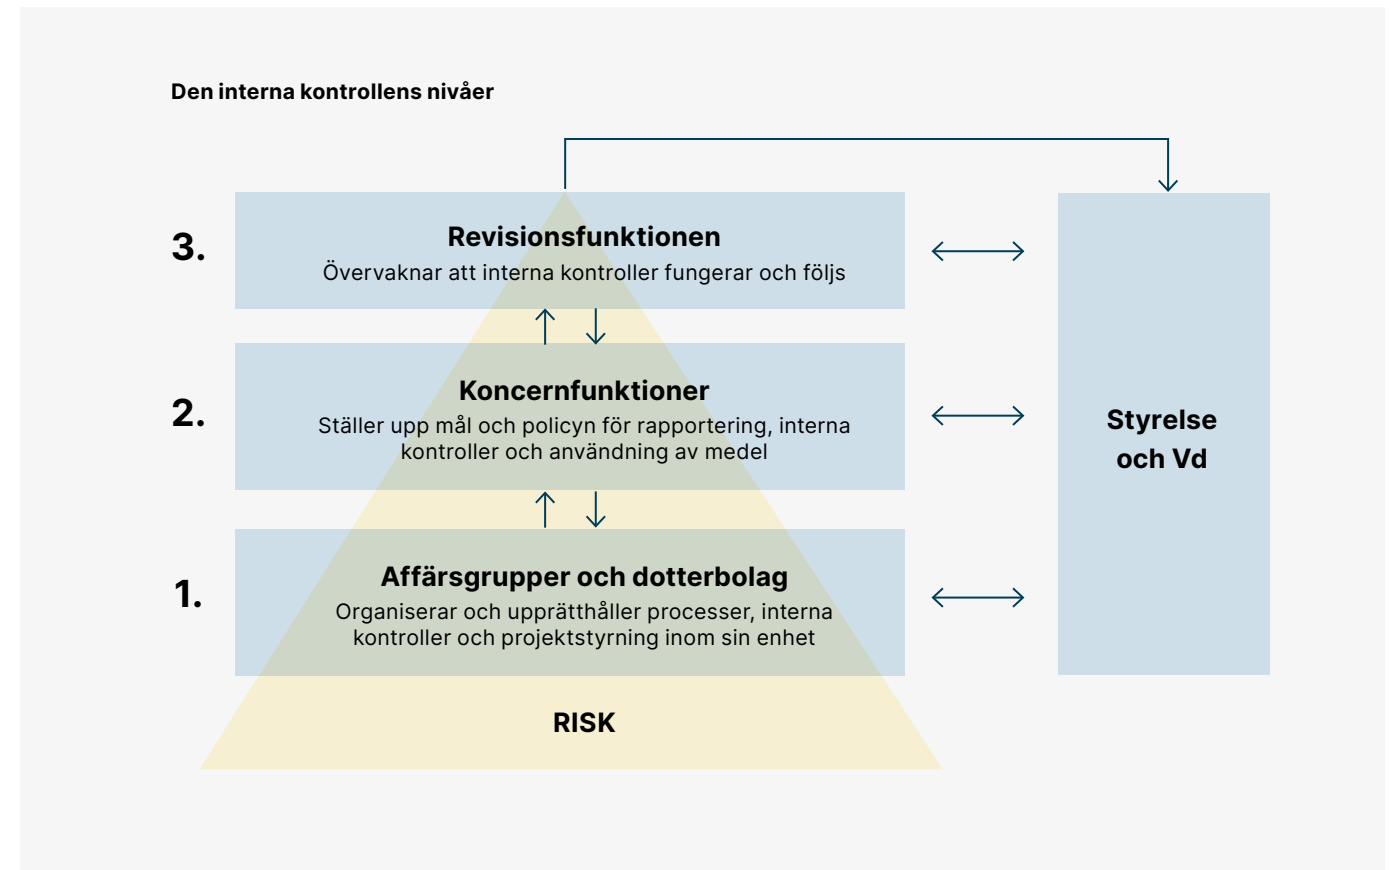 Den interna kontrollens nivåer
3.
Revisionsfunktionen
Övervaknar att interna kontroller fungerar och följs
2.
Koncernfunktioner
Ställer upp mål och policyn för rapportering, interna
kontroller och användning av medel
1.
Affärsgrupper och dotterbolag
Organiserar och upprätthåller processer, interna
kontroller och projektstyrning inom sin enhet
RISK
Styrelse
och Vd